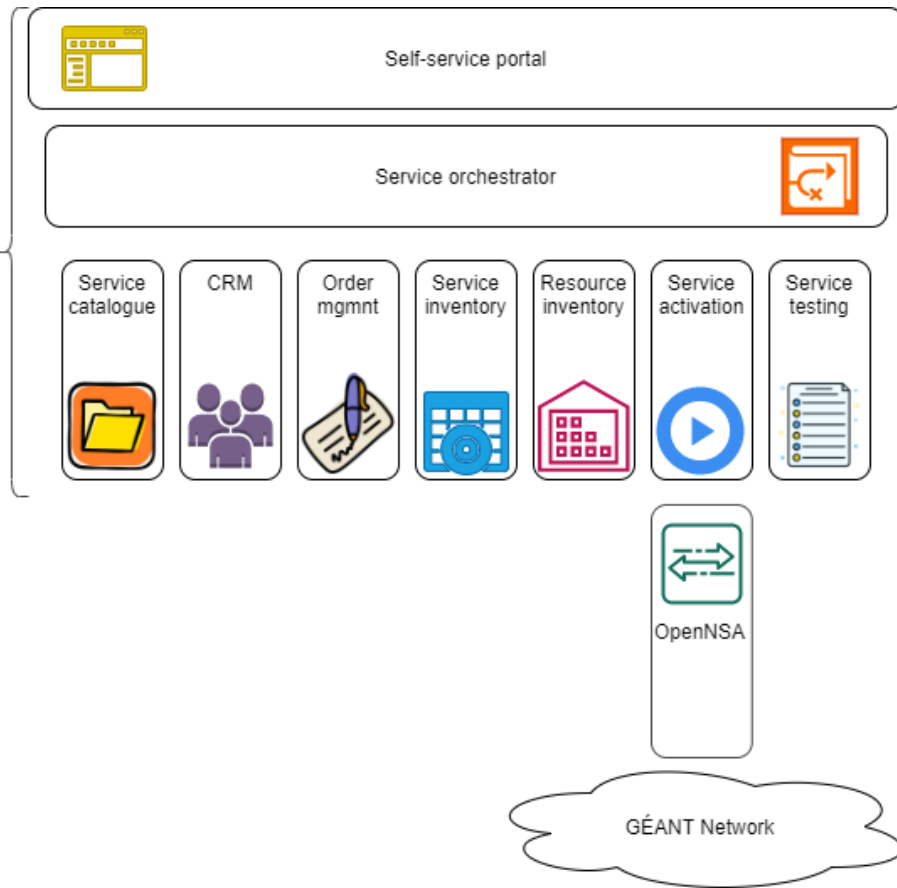 Self-service portal
Service orchestrator
Service
catalogue
CRM
Order
mgmnt
Service
inventory
Resource
inventory
Service
activation
Service
testing
OpenNSA
GÉANT Network